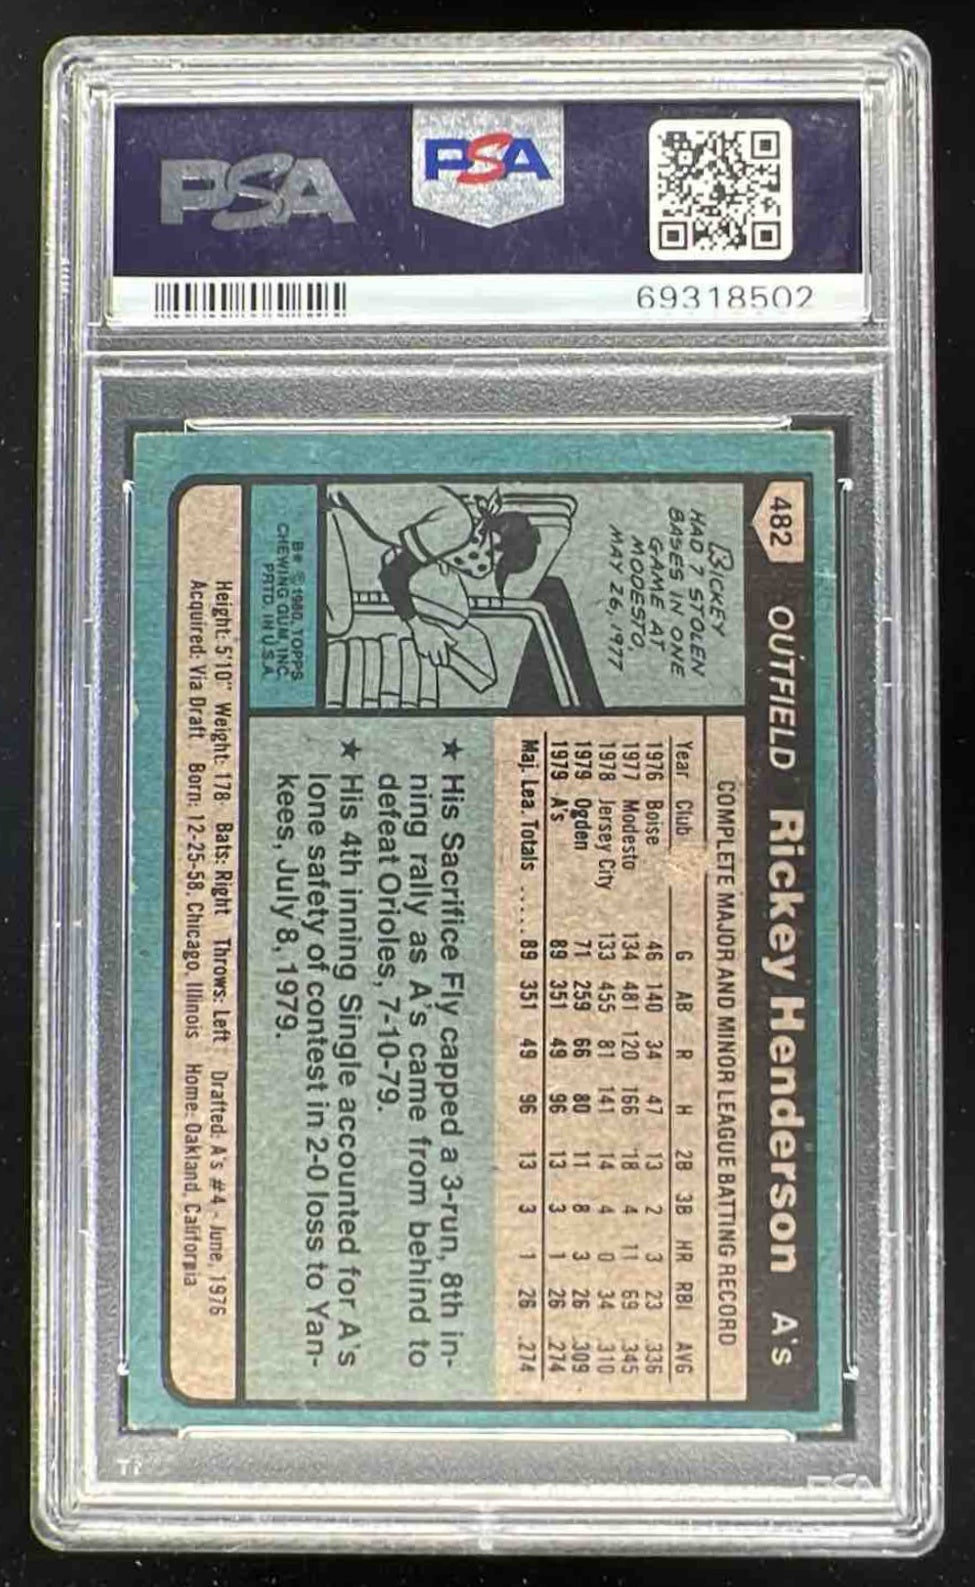 PSA
PSA
69318502
482
OUTFIELD Rickey Henderson A's
RICKEY
HAD 7 STOLEN
BASES IN ONE
GAME AT
MODESTO,
MAY 26, 1977
B* © 1980, TOPPS
CHEWING GUM, INC.
PRTD. IN U.S.A.
COMPLETE MAJOR AND MINOR LEAGUE BATTING RECORD
Year Club G AB R H 2B 3B HR RBI AVG
1976 Boise 46 140 34 47 13 2 3 23 .336
1977 Modesto 134 481 120 166 18 4 11 69 .345
1978 Jersey City 133 455 81 141 14 4 0 34 .310
1979 Ogden 71 259 66 80 11 8 3 26 .309
1979 A's 89 351 49 96 13 3 1 26 .274
Maj. Lea. Totals ..... 89 351 49 96 13 3 1 26 .274
★ His Sacrifice Fly capped a 3-run, 8th in-
ning rally as A's came from behind to
defeat Orioles, 7-10-79.
★ His 4th inning Single accounted for A's
lone safety of contest in 2-0 loss to Yan-
kees, July 8, 1979.
Height: 5'10" Weight: 178 Bats: Right Throws: Left Drafted: A's #4 - June, 1976
Acquired: Via Draft Born: 12-25-58, Chicago, Illinois Home: Oakland, California
PSA